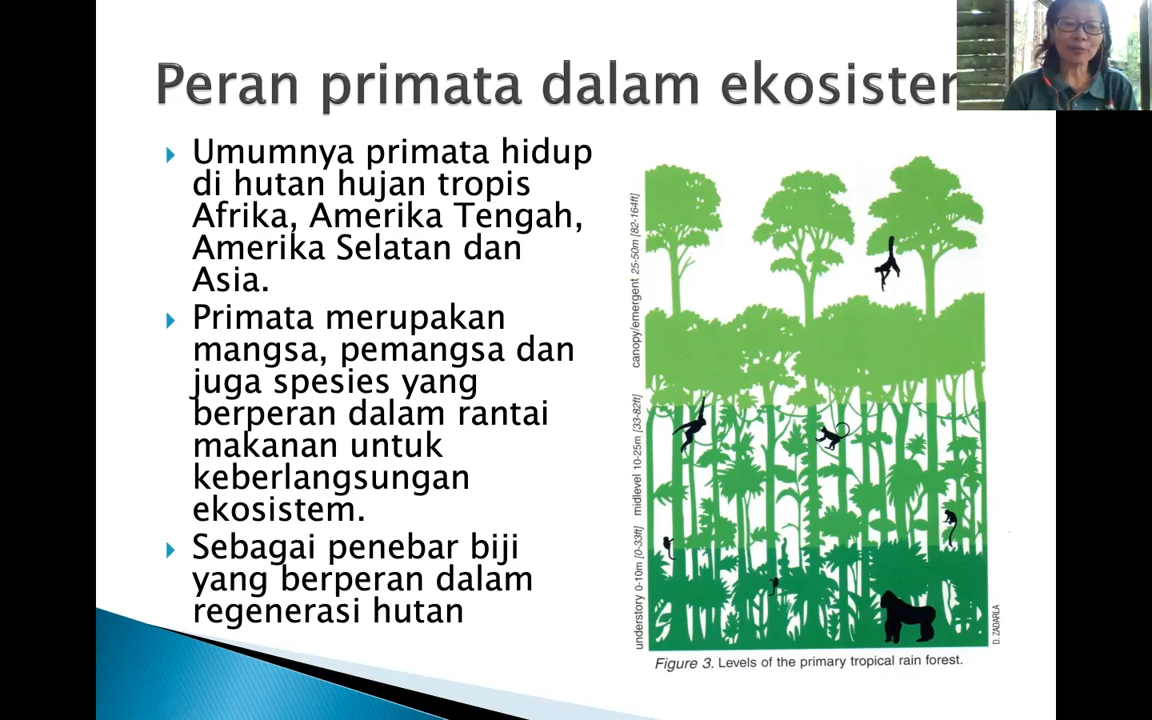 Peran primata dalam ekosistem
Umumnya primata hidup
di hutan hujan tropis
Afrika, Amerika Tengah,
Amerika Selatan dan
Asia.
Primata merupakan
mangsa, pemangsa dan
juga spesies yang
berperan dalam rantai
makanan untuk
keberlangsungan
ekosistem.
Sebagai penebar biji
yang berperan dalam
regenerasi hutan
canopy/emergent 25-50m [82-164ft]
midlevel 10-25m [33-82ft]
understory 0-10m [0-33ft]
D. ZADARLA
Figure 3. Levels of the primary tropical rain forest.